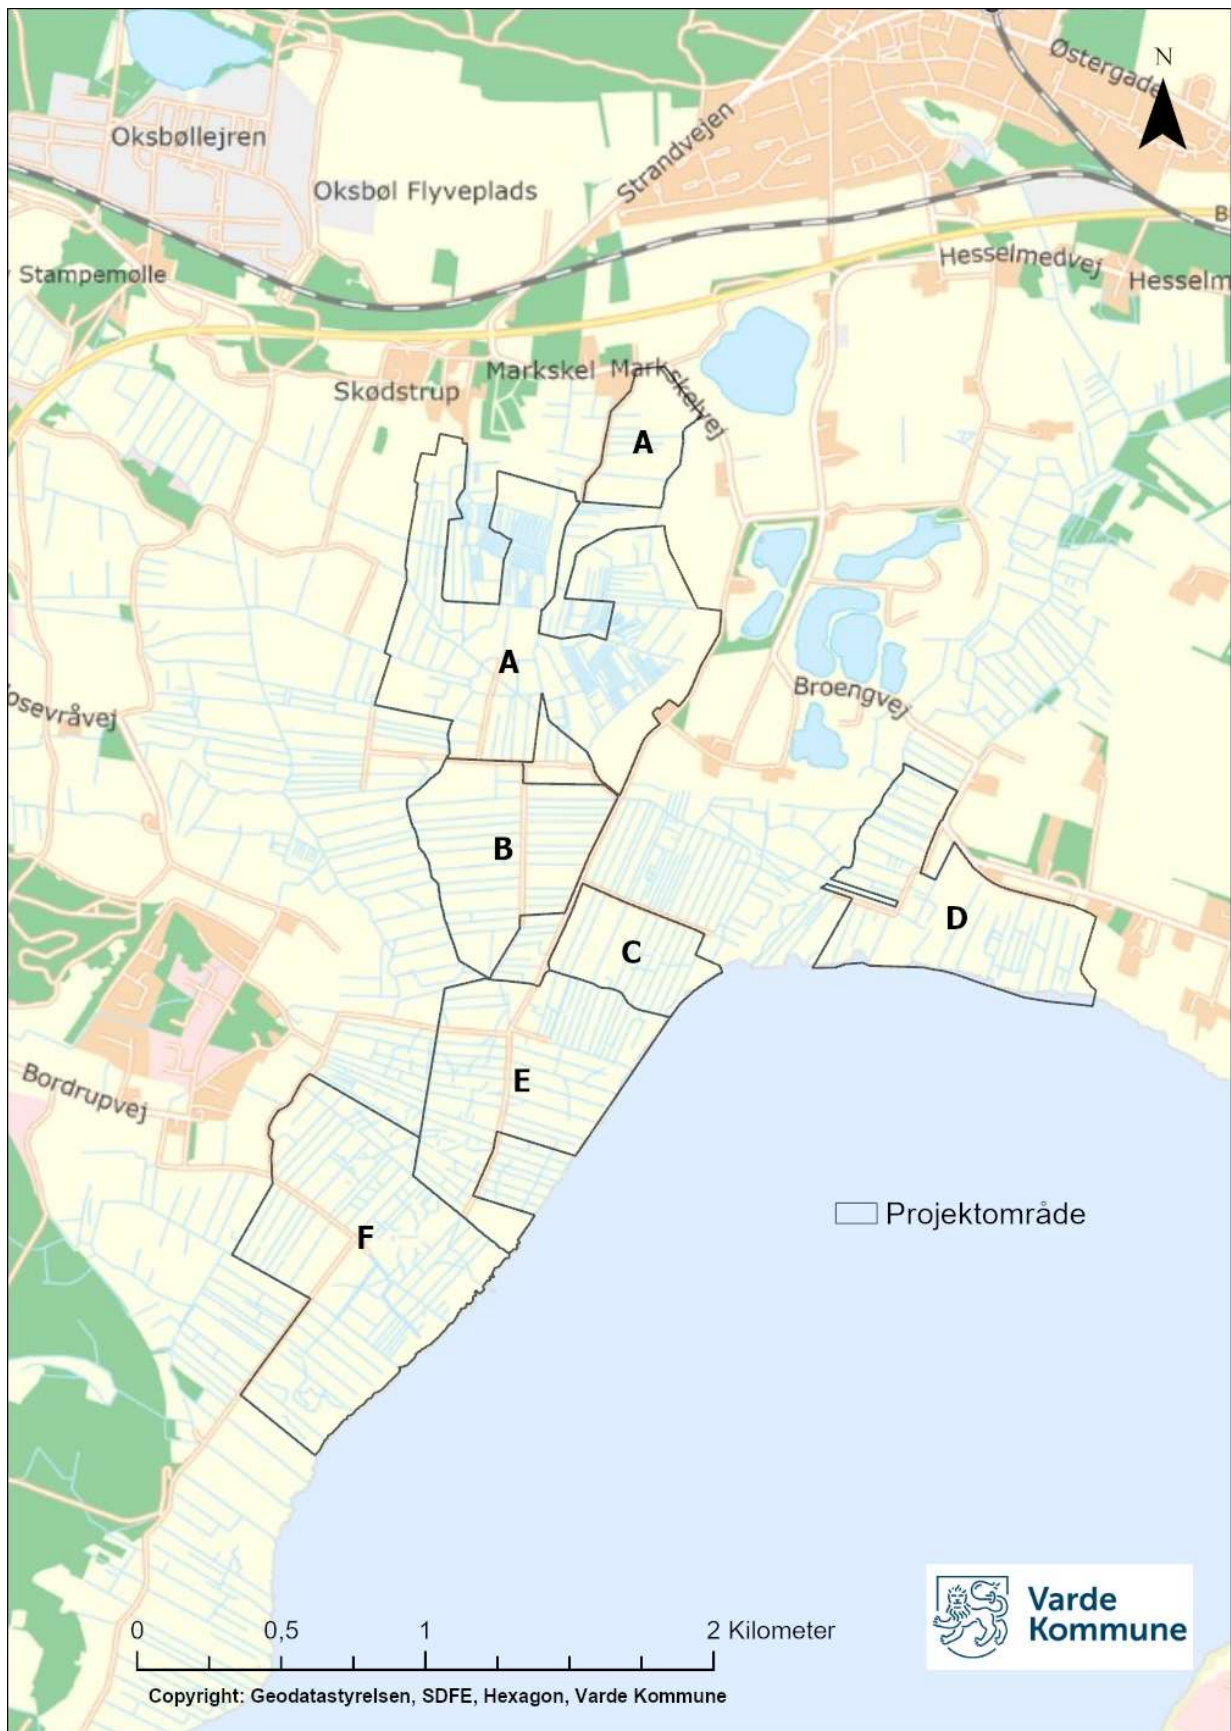 Østergade
N
Oksbøllejren
Strandvejen
Oksbøl Flyveplads
B
Stampemølle
Hesselmedvej
Hesselm
Skødstrup
Markskel
Markskelvej
A
A
Broengvej
osevråvej
B
C
D
E
Bordrupvej
F
Projektområde
0 0,5 1 2 Kilometer
Varde
Kommune
Copyright: Geodatastyrelsen, SDFE, Hexagon, Varde Kommune